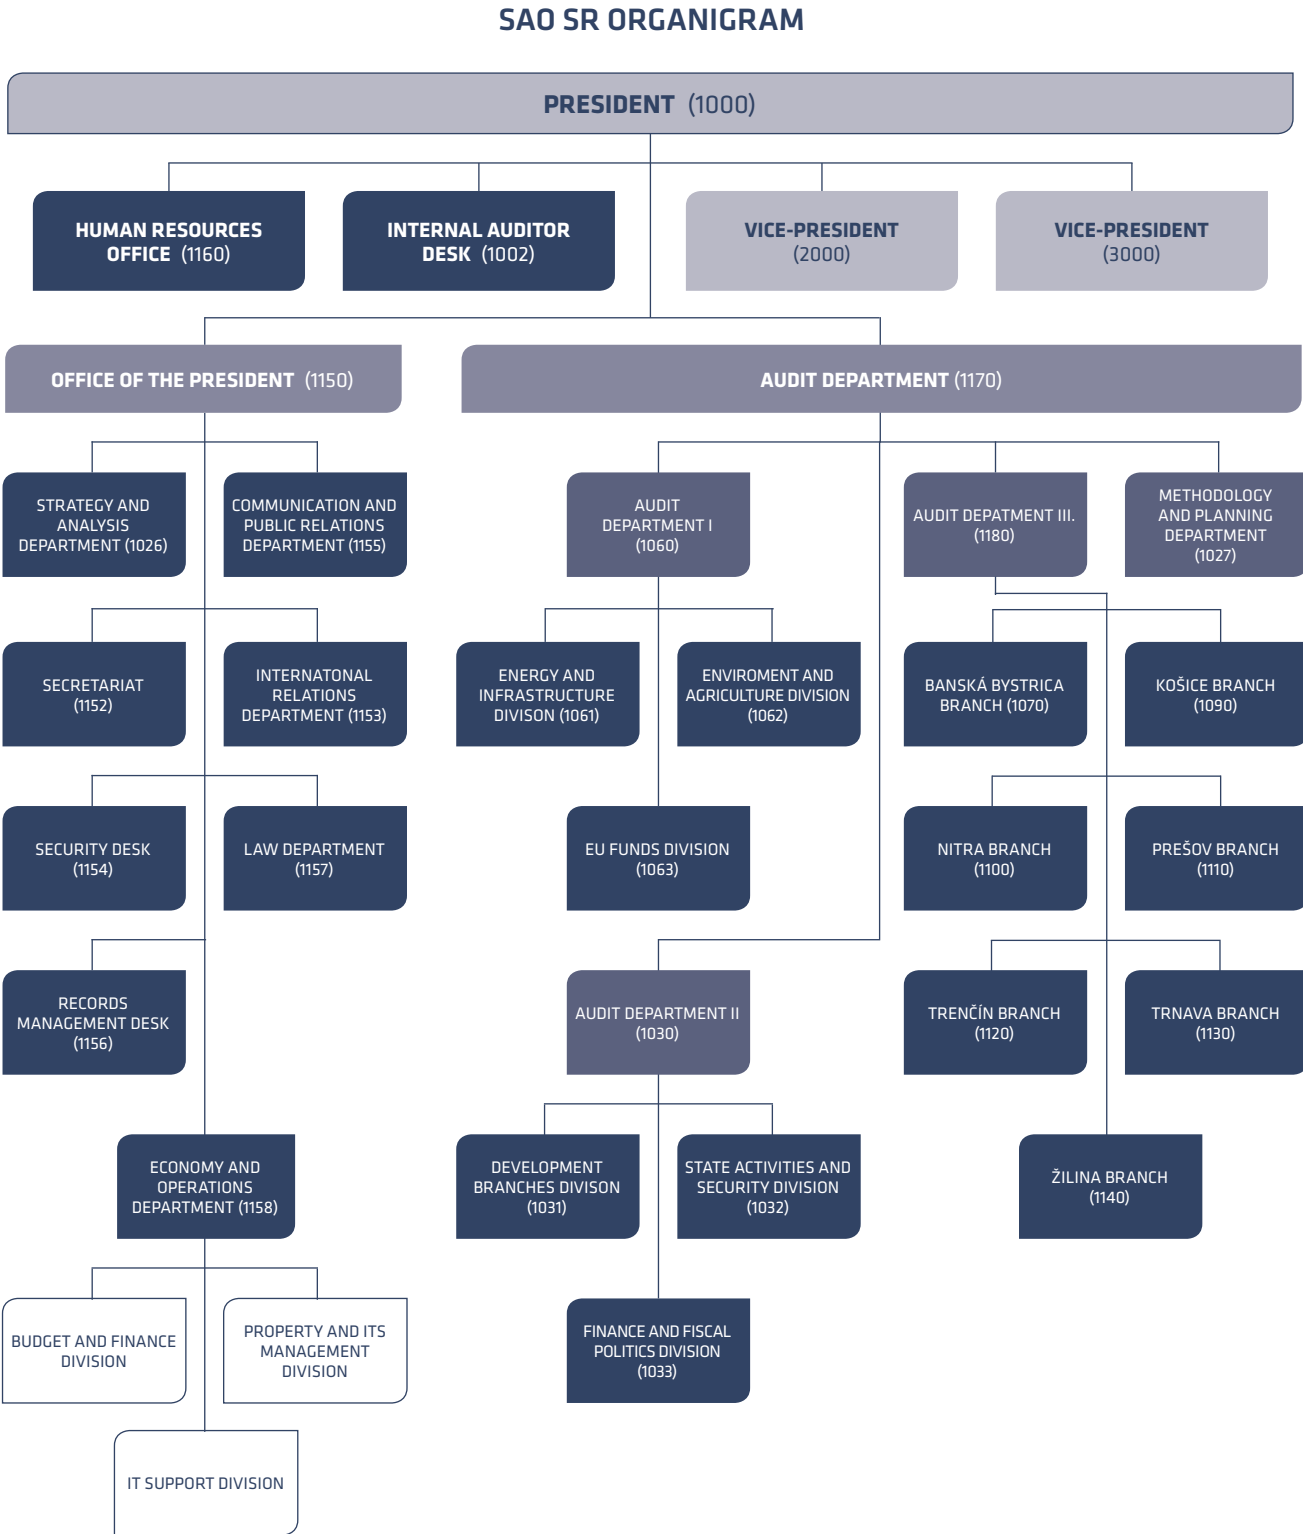 SAO SR ORGANIGRAM
PRESIDENT (1000)
HUMAN RESOURCES
OFFICE (1160)
INTERNAL AUDITOR
DESK (1002)
VICE-PRESIDENT
(2000)
VICE-PRESIDENT
(3000)
OFFICE OF THE PRESIDENT (1150)
AUDIT DEPARTMENT (1170)
STRATEGY AND
ANALYSIS
DEPARTMENT (1026)
COMMUNICATION AND
PUBLIC RELATIONS
DEPARTMENT (1155)
AUDIT
DEPARTMENT I
(1060)
AUDIT DEPATMENT III.
(1180)
METHODOLOGY
AND PLANNING
DEPARTMENT
(1027)
SECRETARIAT
(1152)
INTERNATONAL
RELATIONS
DEPARTMENT (1153)
ENERGY AND
INFRASTRUCTURE
DIVISON (1061)
ENVIROMENT AND
AGRICULTURE DIVISION
(1062)
BANSKÁ BYSTRICA
BRANCH (1070)
KOŠICE BRANCH
(1090)
SECURITY DESK
(1154)
LAW DEPARTMENT
(1157)
EU FUNDS DIVISION
(1063)
NITRA BRANCH
(1100)
PREŠOV BRANCH
(1110)
RECORDS
MANAGEMENT DESK
(1156)
AUDIT DEPARTMENT II
(1030)
TRENČÍN BRANCH
(1120)
TRNAVA BRANCH
(1130)
ECONOMY AND
OPERATIONS
DEPARTMENT (1158)
DEVELOPMENT
BRANCHES DIVISON
(1031)
STATE ACTIVITIES AND
SECURITY DIVISION
(1032)
ŽILINA BRANCH
(1140)
BUDGET AND FINANCE
DIVISION
PROPERTY AND ITS
MANAGEMENT
DIVISION
FINANCE AND FISCAL
POLITICS DIVISION
(1033)
IT SUPPORT DIVISION